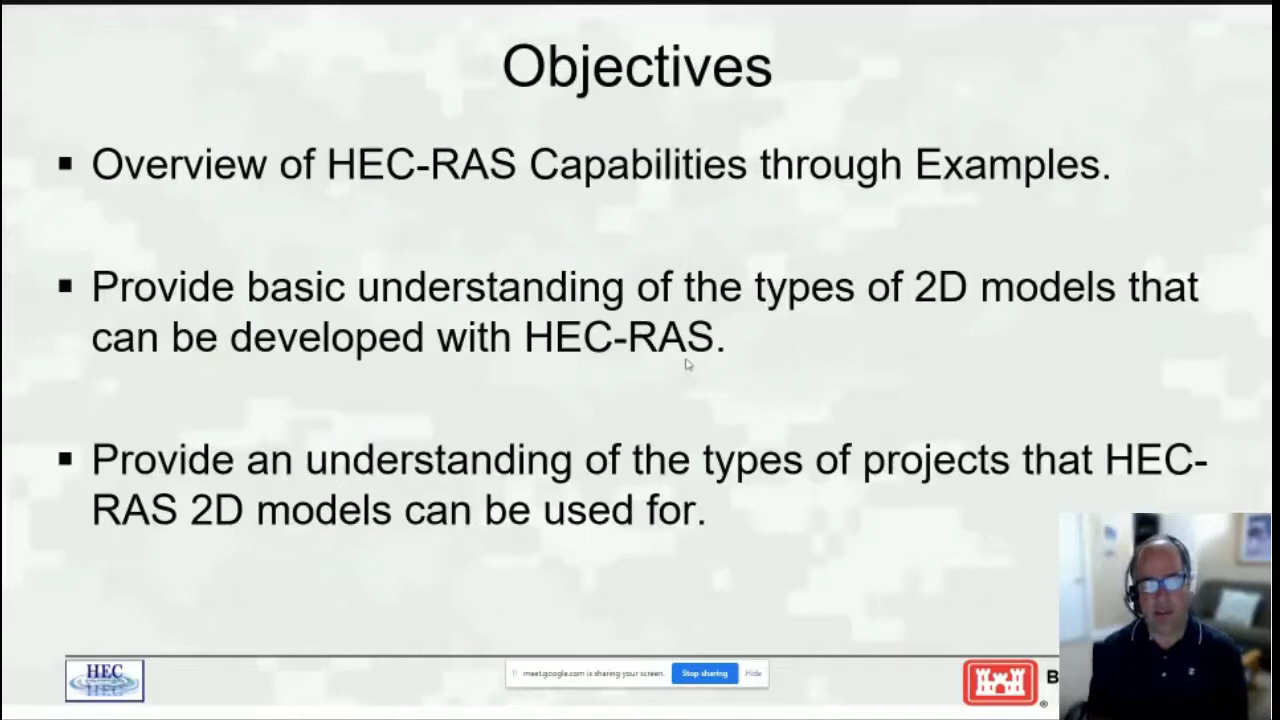 Objectives
▪ Overview of HEC-RAS Capabilities through Examples.
▪ Provide basic understanding of the types of 2D models that
can be developed with HEC-RAS.
▪ Provide an understanding of the types of projects that HEC-
RAS 2D models can be used for.
HEC
HEC
meet.google.com is sharing your screen.
Stop sharing
Hide
®
B